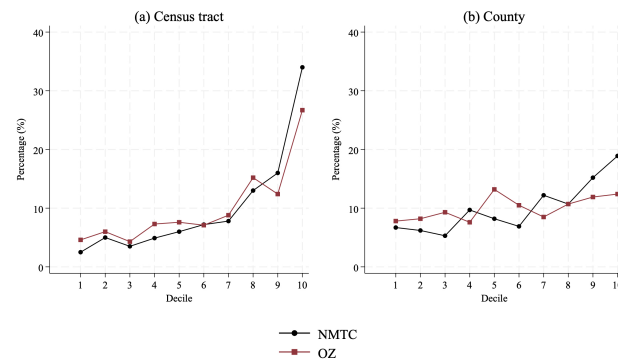 (a) Census tract
(b) County
Percentage (%)
40
30
20
10
0
1 2 3 4 5 6 7 8 9 10
Decile
Percentage (%)
40
30
20
10
0
1 2 3 4 5 6 7 8 9 10
Decile
NMTC
OZ